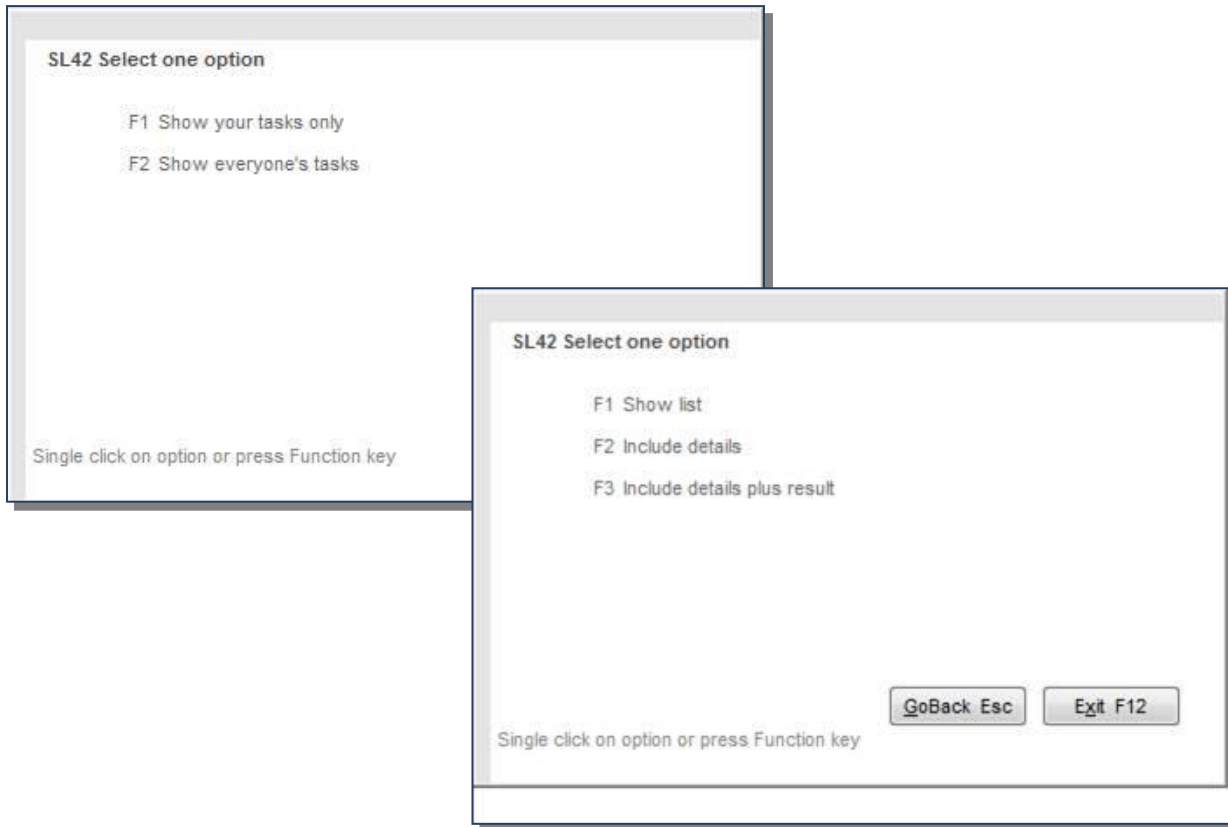 SL42 Select one option
F1 Show your tasks only
F2 Show everyone's tasks
Single click on option or press Function key
SL42 Select one option
F1 Show list
F2 Include details
F3 Include details plus result
GoBack Esc
Exit F12
Single click on option or press Function key